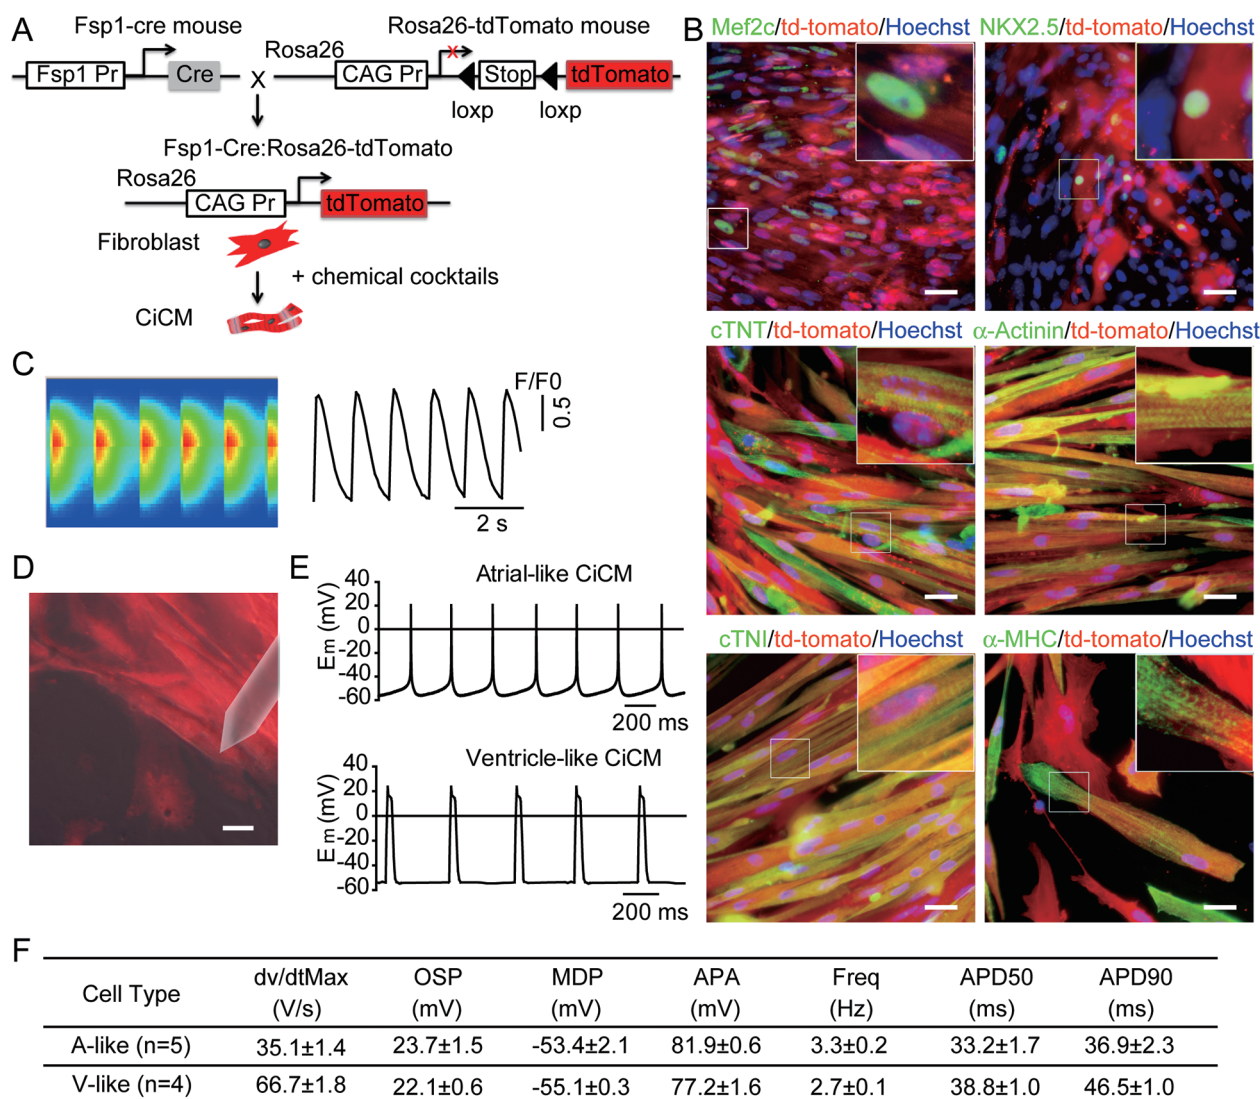 A
Fsp1-cre mouse
Rosa26-tdTomato mouse
Fsp1 Pr
Cre
X
Rosa26
CAG Pr
x
Stop
tdTomato
loxp
loxp
Fsp1-Cre:Rosa26-tdTomato
Rosa26
CAG Pr
tdTomato
Fibroblast
+ chemical cocktails
CiCM
B
Mef2c/td-tomato/Hoechst
NKX2.5/td-tomato/Hoechst
cTNT/td-tomato/Hoechst
α-Actinin/td-tomato/Hoechst
cTNI/td-tomato/Hoechst
α-MHC/td-tomato/Hoechst
C
F/F0
0.5
2 s
D
E
Atrial-like CiCM
Em (mV)
40
20
0
-20
-40
-60
200 ms
Ventricle-like CiCM
Em (mV)
40
20
0
-20
-40
-60
200 ms
F
Cell Type dv/dtMax (V/s) OSP (mV) MDP (mV) APA (mV) Freq (Hz) APD50 (ms) APD90 (ms)
A-like (n=5) 35.1±1.4 23.7±1.5 -53.4±2.1 81.9±0.6 3.3±0.2 33.2±1.7 36.9±2.3
V-like (n=4) 66.7±1.8 22.1±0.6 -55.1±0.3 77.2±1.6 2.7±0.1 38.8±1.0 46.5±1.0